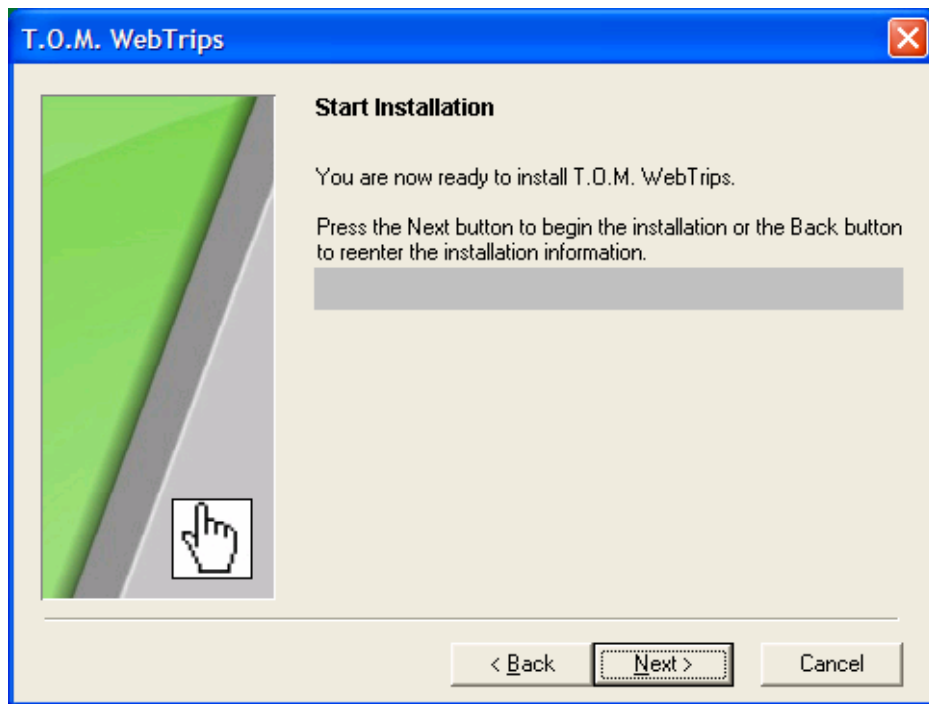 T.O.M. WebTrips
Start Installation
You are now ready to install T.O.M. WebTrips.
Press the Next button to begin the installation or the Back button
to reenter the installation information.
< Back
Next >
Cancel